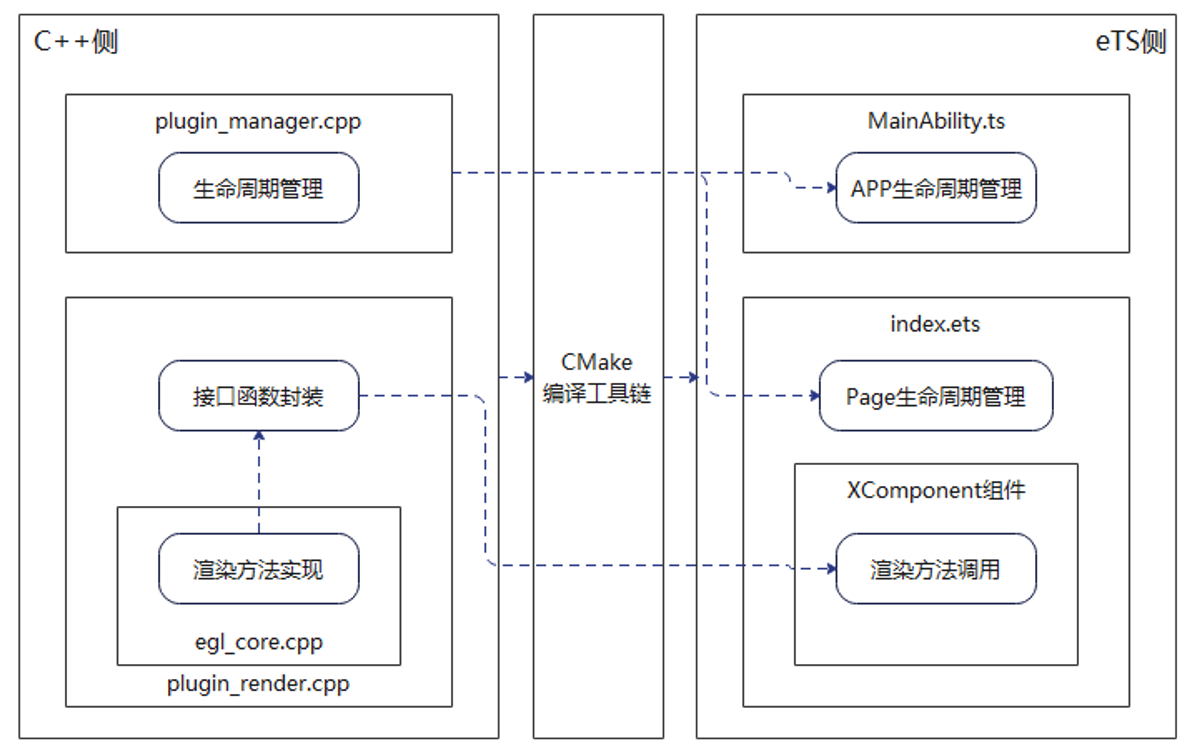 C++侧
plugin_manager.cpp
生命周期管理
接口函数封装
渲染方法实现
egl_core.cpp
plugin_render.cpp
CMake
编译工具链
eTS侧
MainAbility.ts
APP生命周期管理
index.ets
Page生命周期管理
XComponent组件
渲染方法调用